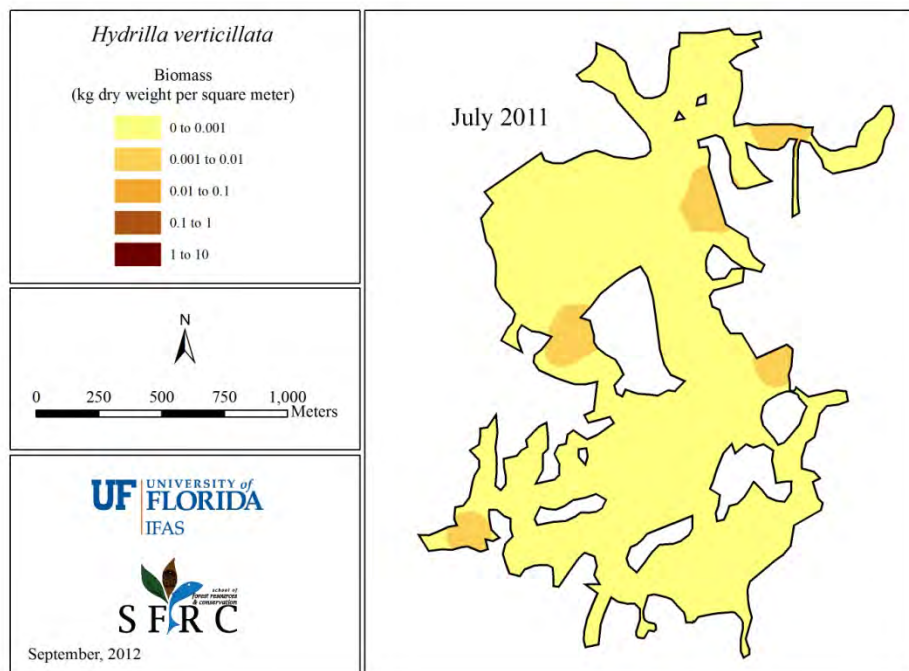 Hydrilla verticillata
Biomass
(kg dry weight per square meter)
0 to 0.001
0.001 to 0.01
0.01 to 0.1
0.1 to 1
1 to 10
July 2011
N
0 250 500 750 1,000
Meters
UF UNIVERSITY of
FLORIDA
IFAS
school of
forest resources
& conservation
SFRC
September, 2012